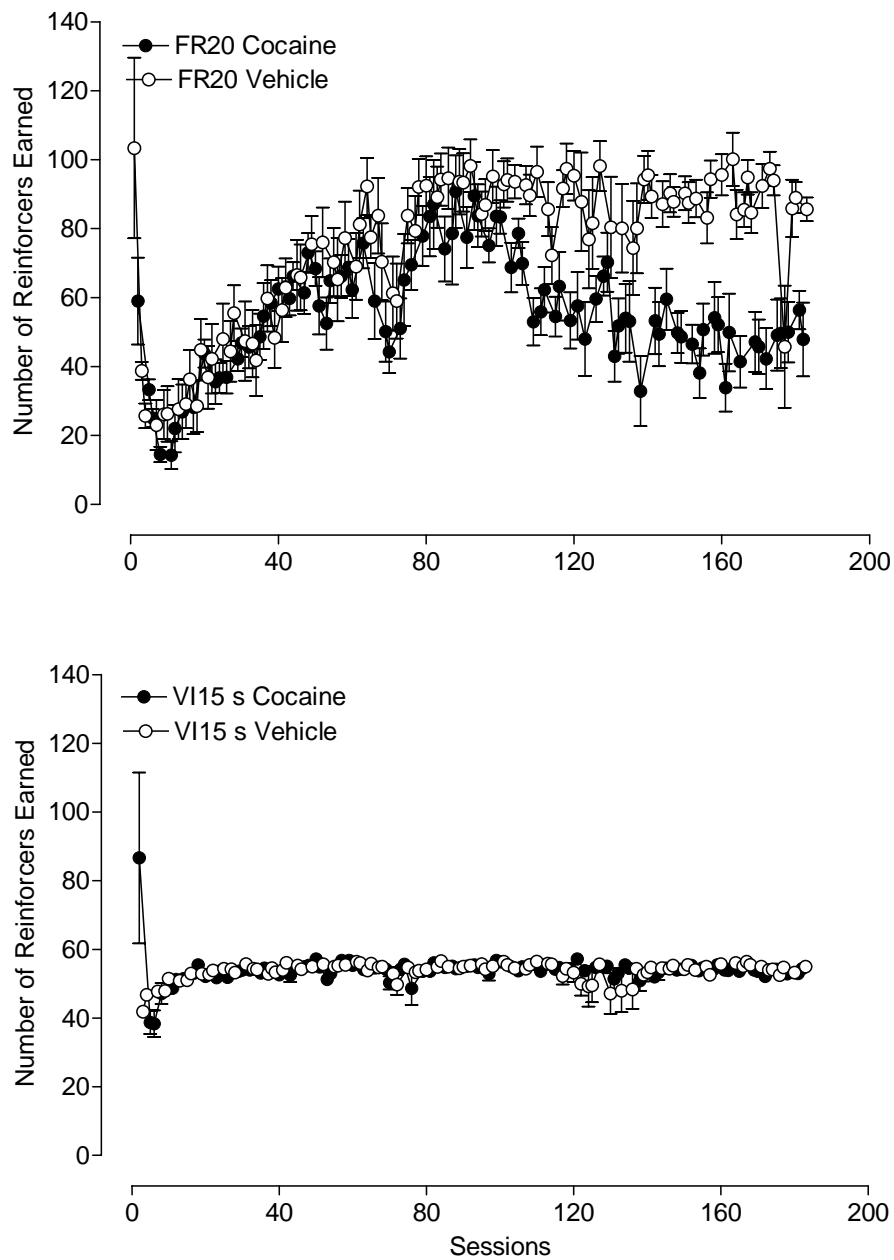 140
120
100
80
60
40
20
0
Number of Reinforcers Earned
FR20 Cocaine
FR20 Vehicle
0 40 80 120 160 200
140
120
100
80
60
40
20
0
Number of Reinforcers Earned
VI15 s Cocaine
VI15 s Vehicle
0 40 80 120 160 200
Sessions